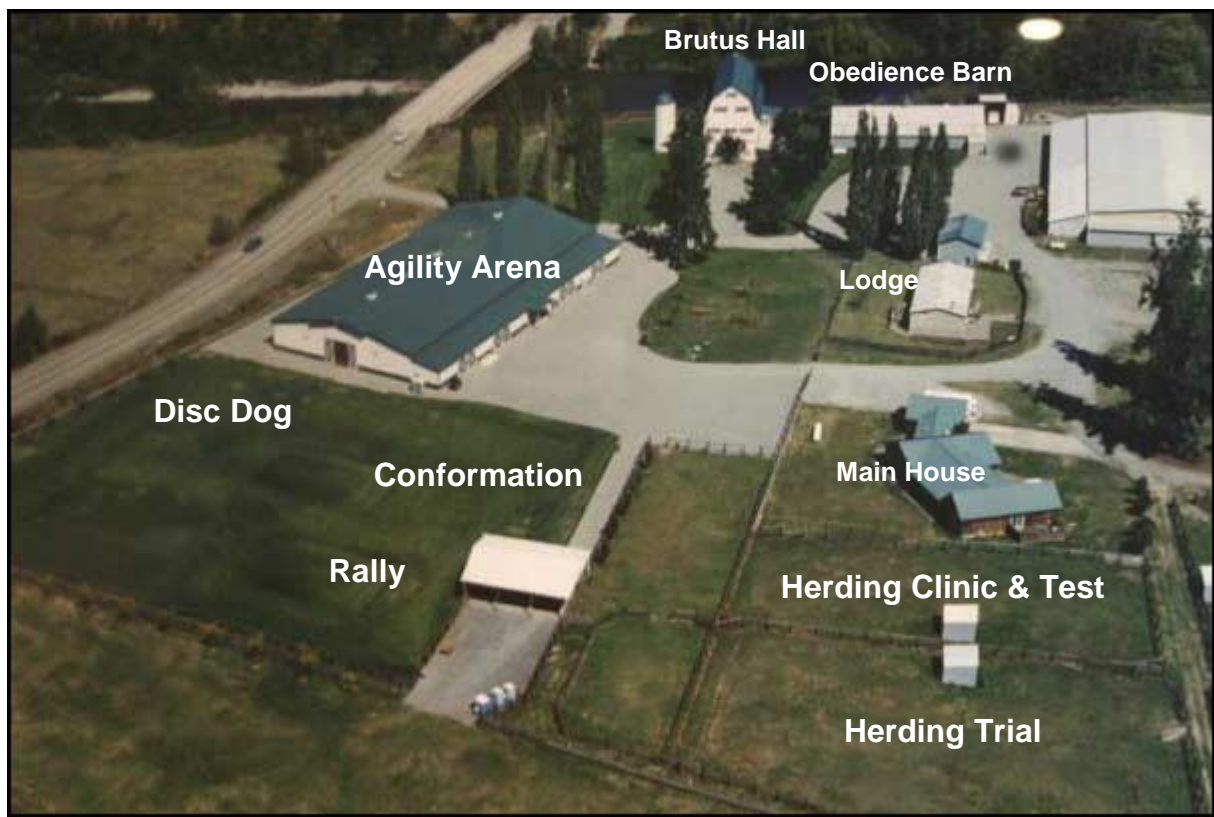 Brutus Hall
Obedience Barn
Agility Arena
Lodge
Disc Dog
Conformation
Main House
Rally
Herding Clinic & Test
Herding Trial